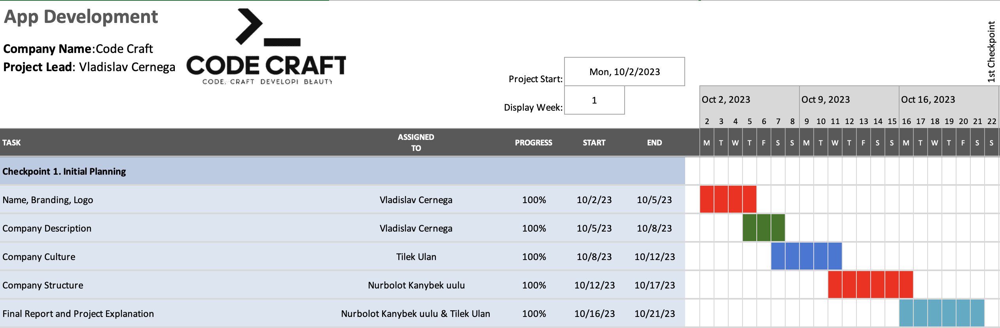 App Development
Company Name:Code Craft
Project Lead: Vladislav Cernega
CODE CRAFT
CODE, CRAFT DEVELOPI BEAUTY
1st Checkpoint
Project Start: Mon, 10/2/2023
Display Week: 1
Oct 2, 2023 Oct 9, 2023 Oct 16, 2023
2 3 4 5 6 7 8 9 10 11 12 13 14 15 16 17 18 19 20 21 22
TASK ASSIGNED TO PROGRESS START END M T W T F S S M T W T F S S M T W T F S S
Checkpoint 1. Initial Planning
Name, Branding, Logo Vladislav Cernega 100% 10/2/23 10/5/23
Company Description Vladislav Cernega 100% 10/5/23 10/8/23
Company Culture Tilek Ulan 100% 10/8/23 10/12/23
Company Structure Nurbolot Kanybek uulu 100% 10/12/23 10/17/23
Final Report and Project Explanation Nurbolot Kanybek uulu & Tilek Ulan 100% 10/16/23 10/21/23